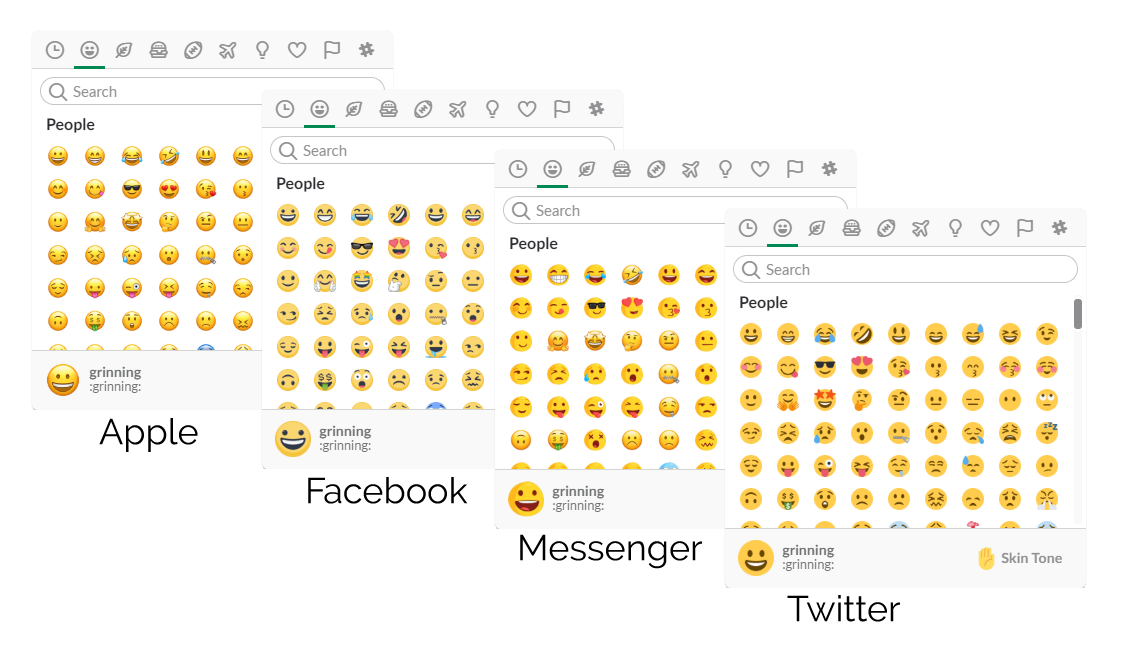 Search
People
grinning
:grinning:
Apple
Search
People
grinning
:grinning:
Facebook
Search
People
grinning
:grinning:
Messenger
Search
People
grinning
:grinning:
Skin Tone
Twitter